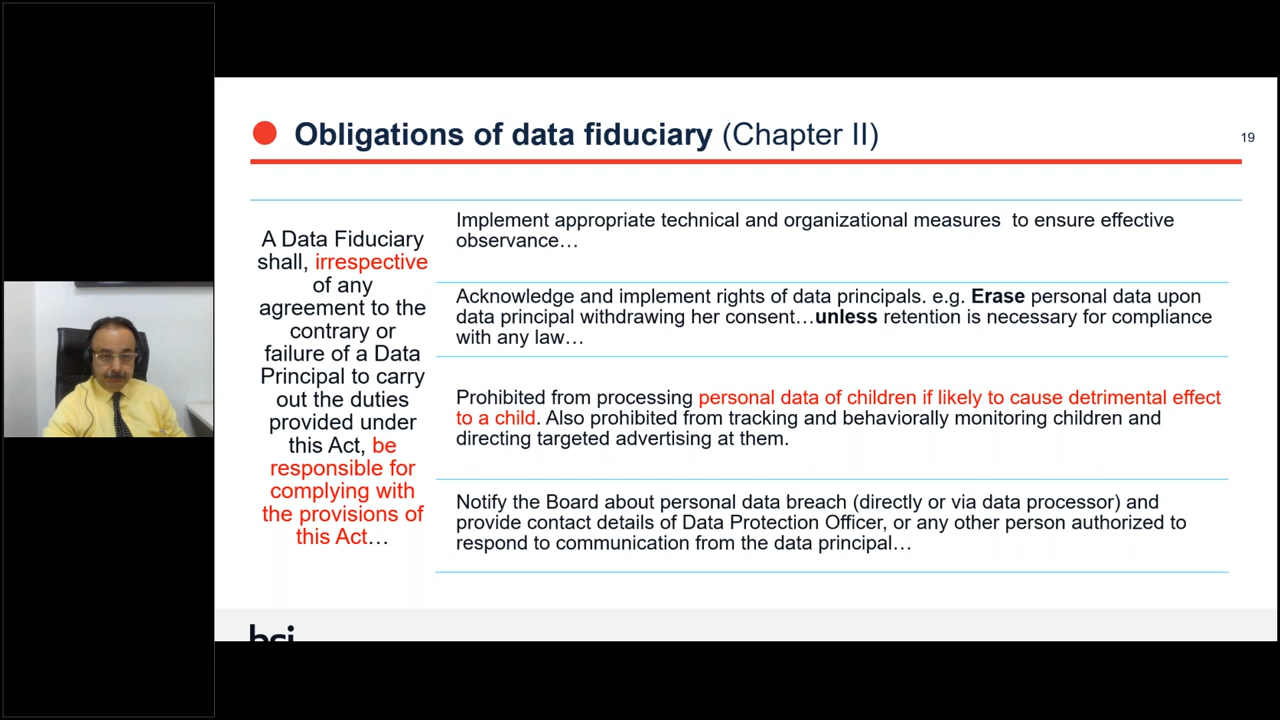 Obligations of data fiduciary (Chapter II)
19
A Data Fiduciary
shall, irrespective
of any
agreement to the
contrary or
failure of a Data
Principal to carry
out the duties
provided under
this Act, be
responsible for
complying with
the provisions of
this Act…
Implement appropriate technical and organizational measures to ensure effective
observance…
Acknowledge and implement rights of data principals. e.g. Erase personal data upon
data principal withdrawing her consent…unless retention is necessary for compliance
with any law…
Prohibited from processing personal data of children if likely to cause detrimental effect
to a child. Also prohibited from tracking and behaviorally monitoring children and
directing targeted advertising at them.
Notify the Board about personal data breach (directly or via data processor) and
provide contact details of Data Protection Officer, or any other person authorized to
respond to communication from the data principal…
bsi